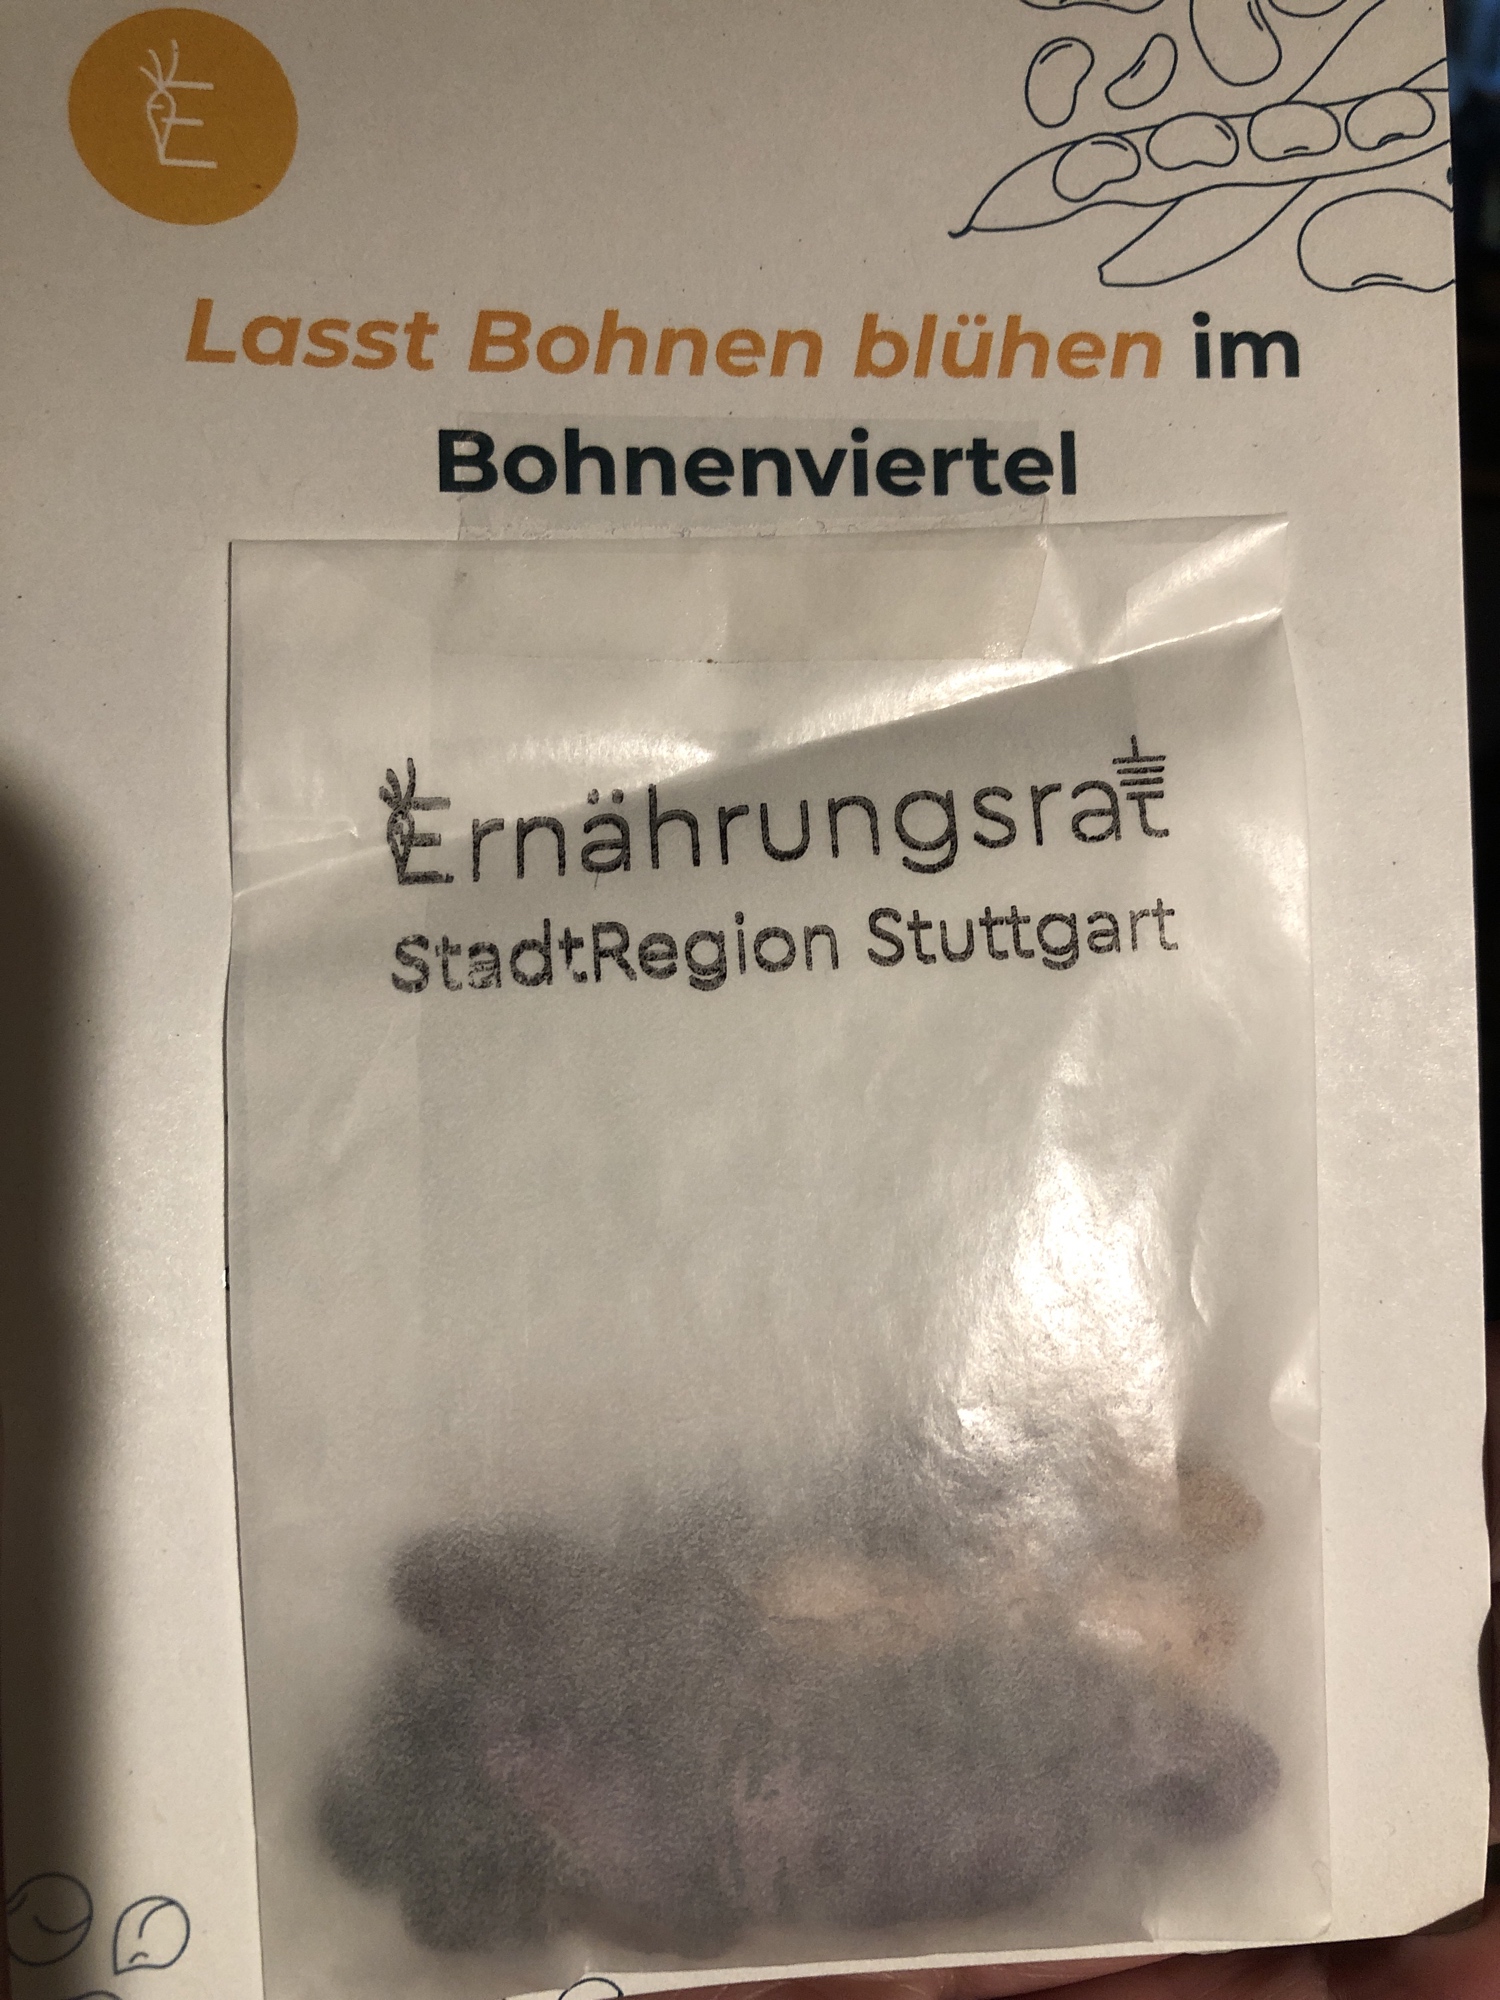 Lasst Bohnen blühen im
Bohnenviertel
Ernährungsrat
StadtRegion Stuttgart